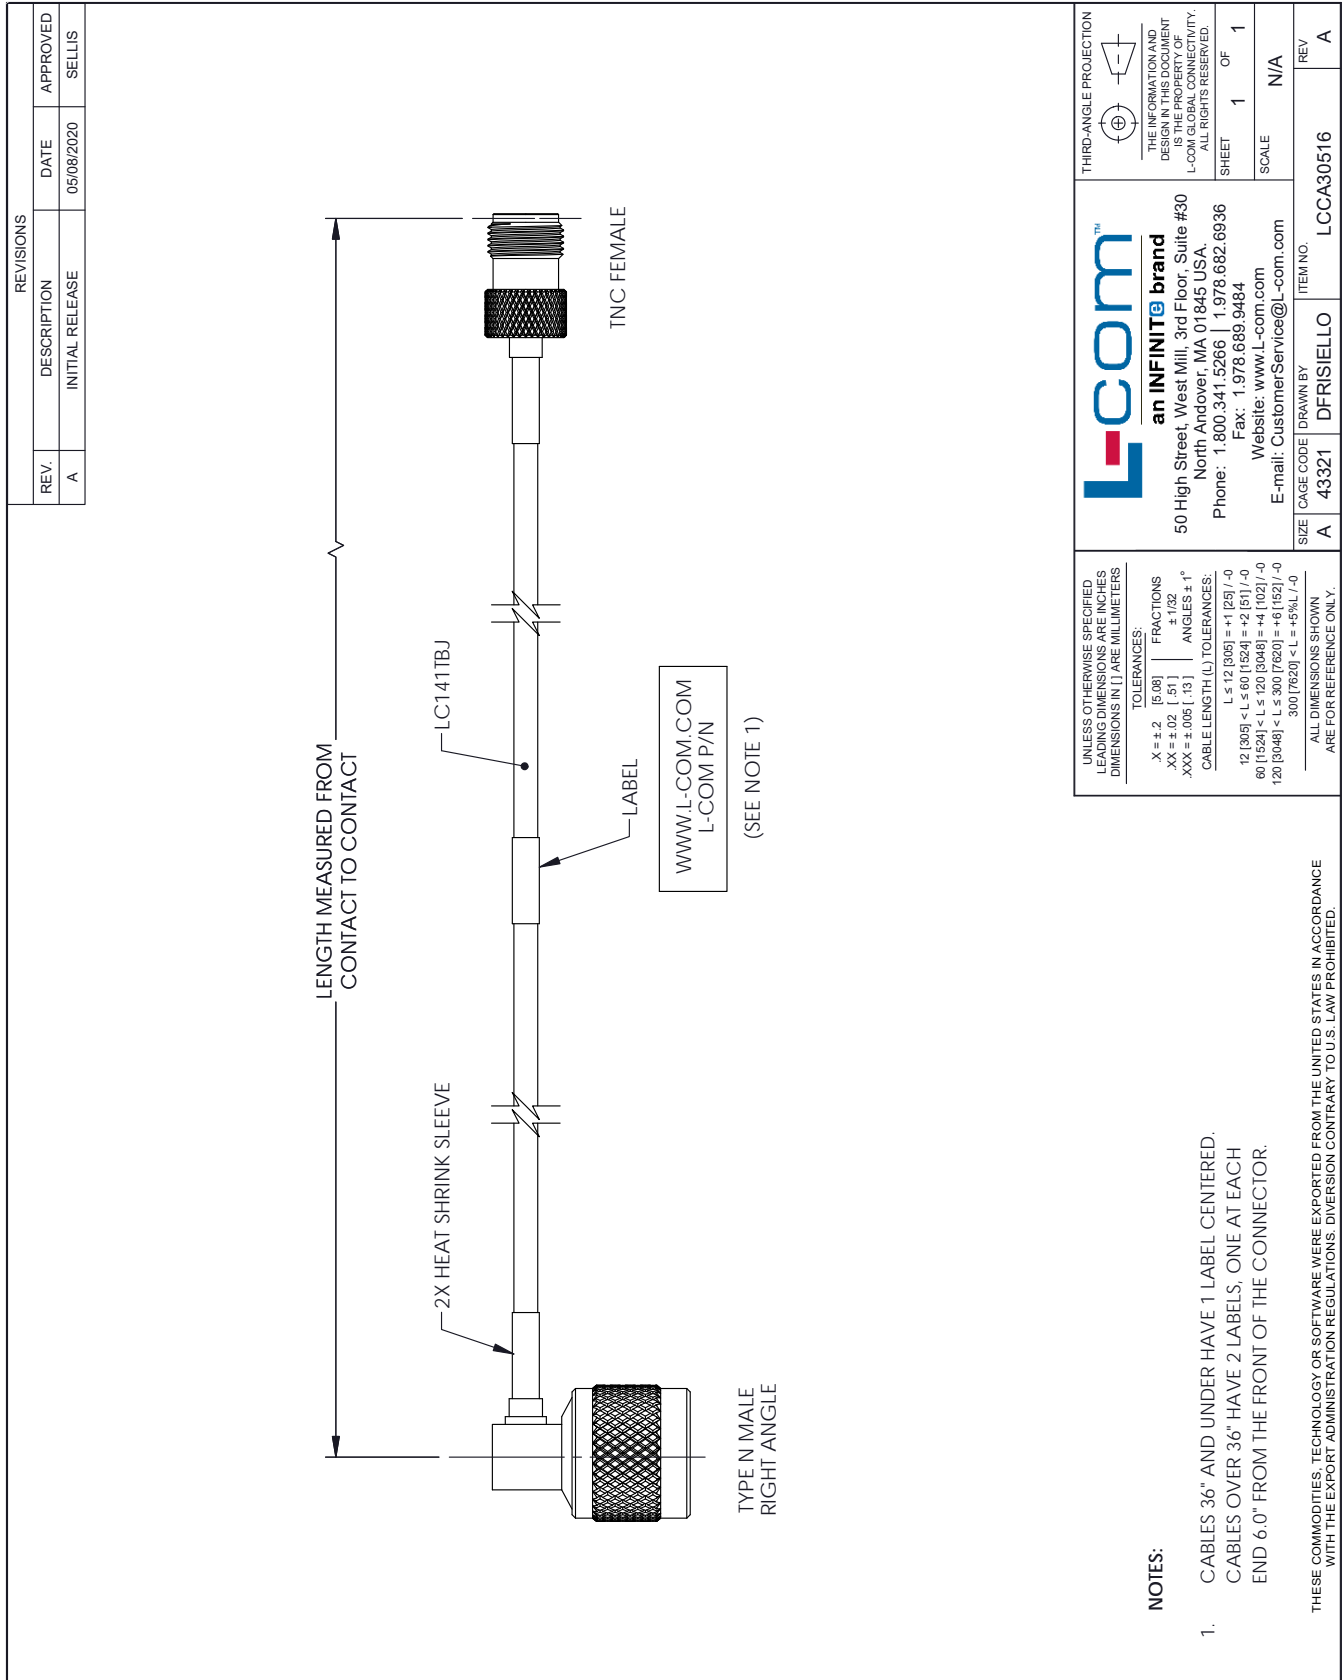 REVISIONS
REV. DESCRIPTION DATE APPROVED
A INITIAL RELEASE 05/08/2020 SELLIS
LENGTH MEASURED FROM
CONTACT TO CONTACT
2X HEAT SHRINK SLEEVE
LC141TBJ
LABEL
WWW.L-COM.COM
L-COM P/N
(SEE NOTE 1)
TYPE N MALE
RIGHT ANGLE
TNC FEMALE
NOTES:
1. CABLES 36" AND UNDER HAVE 1 LABEL CENTERED.
CABLES OVER 36" HAVE 2 LABELS, ONE AT EACH
END 6.0" FROM THE FRONT OF THE CONNECTOR.
THESE COMMODITIES, TECHNOLOGY OR SOFTWARE WERE EXPORTED FROM THE UNITED STATES IN ACCORDANCE
WITH THE EXPORT ADMINISTRATION REGULATIONS. DIVERSION CONTRARY TO U.S. LAW PROHIBITED.
UNLESS OTHERWISE SPECIFIED
LEADING DIMENSIONS ARE INCHES
DIMENSIONS IN [ ] ARE MILLIMETERS
TOLERANCES:
.X = ± .2 [5.08] FRACTIONS
.XX = ± .02 [ .51 ] ± 1/32
.XXX = ± .005 [ .13 ] ANGLES ± 1°
CABLE LENGTH (L) TOLERANCES:
L ≤ 12 [305] = +1 [25] / -0
12 [305] < L ≤ 60 [1524] = +2 [51] / -0
60 [1524] < L ≤ 120 [3048] = +4 [102] / -0
120 [3048] < L ≤ 300 [7620] = +6 [152] / -0
300 [7620] < L = +5%L / -0
ALL DIMENSIONS SHOWN
ARE FOR REFERENCE ONLY.
L-com™
an INFINITe brand
50 High Street, West Mill, 3rd Floor, Suite #30
North Andover, MA 01845 USA.
Phone: 1.800.341.5266 | 1.978.682.6936
Fax: 1.978.689.9484
Website: www.L-com.com
E-mail: CustomerService@L-com.com
THIRD-ANGLE PROJECTION
THE INFORMATION AND
DESIGN IN THIS DOCUMENT
IS THE PROPERTY OF
L-COM GLOBAL CONNECTIVITY.
ALL RIGHTS RESERVED.
SHEET 1 OF 1
SCALE N/A
SIZE A
CAGE CODE 43321
DRAWN BY DFRISIELLO
ITEM NO. LCCA30516
REV A